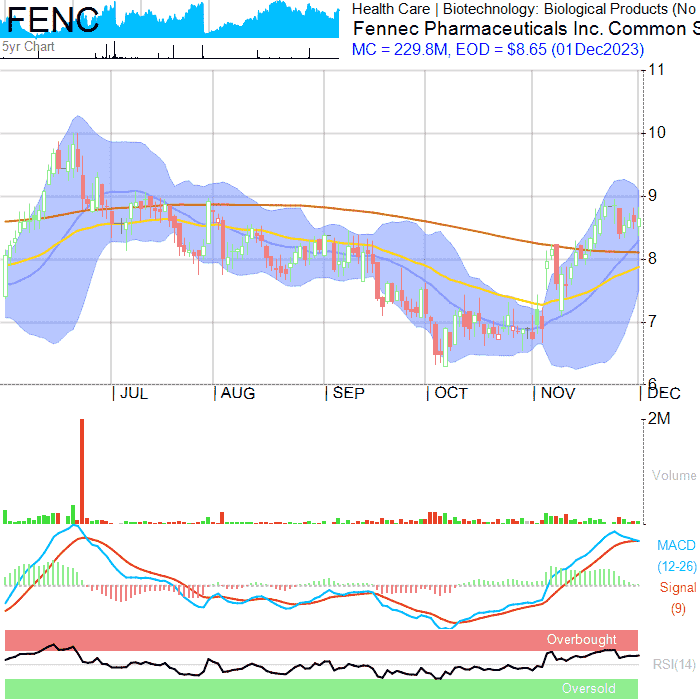 FENC
5yr Chart
Health Care | Biotechnology: Biological Products (No
Fennec Pharmaceuticals Inc. Common S
MC = 229.8M, EOD = $8.65 (01Dec2023)
11
10
9
8
7
6
JUL AUG SEP OCT NOV DEC
2M
Volume
MACD
(12-26)
Signal
(9)
Overbought
RSI(14)
Oversold